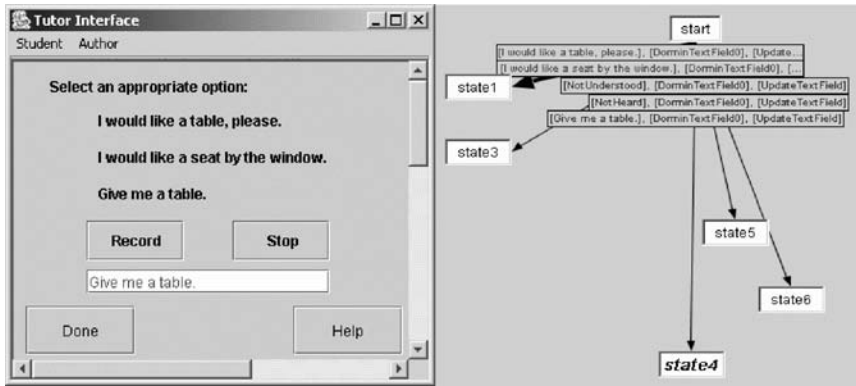 Tutor Interface
Student Author
Select an appropriate option:
I would like a table, please.
I would like a seat by the window.
Give me a table.
Record Stop
Give me a table.
Done Help
start
[I would like a table, please.], [DorminTextField0], [Update...
[I would like a seat by the window.], [DorminTextField0], [...
state1
[NotUnderstood], [DorminTextField0], [UpdateTextField]
[NotHeard], [DorminTextField0], [UpdateTextField]
[Give me a table.], [DorminTextField0], [UpdateTextField]
state3
state5
state6
state4